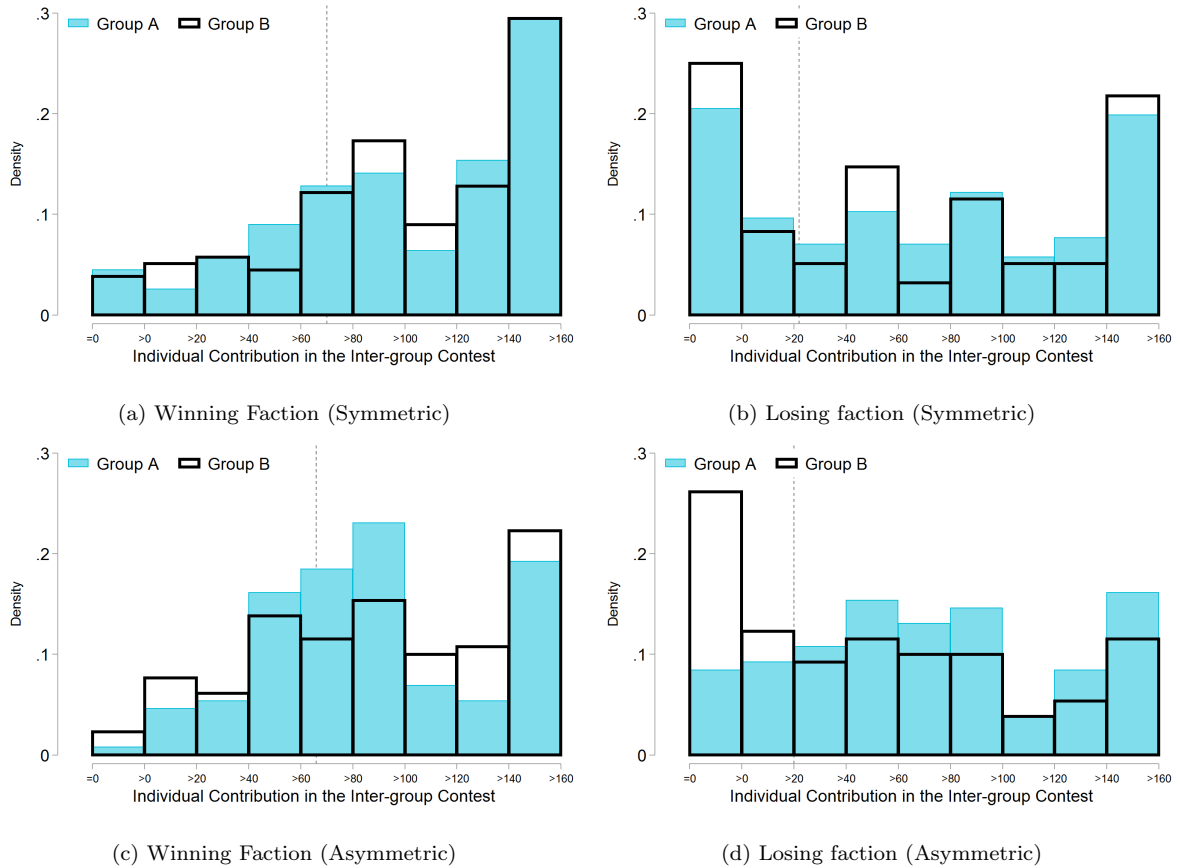 .3
Group A Group B
.2
Density
.1
0
=0 >0 >20 >40 >60 >80 >100 >120 >140 >160
Individual Contribution in the Inter-group Contest
(a) Winning Faction (Symmetric)
.3
Group A Group B
.2
Density
.1
0
=0 >0 >20 >40 >60 >80 >100 >120 >140 >160
Individual Contribution in the Inter-group Contest
(b) Losing faction (Symmetric)
.3
Group A Group B
.2
Density
.1
0
=0 >0 >20 >40 >60 >80 >100 >120 >140 >160
Individual Contribution in the Inter-group Contest
(c) Winning Faction (Asymmetric)
.3
Group A Group B
.2
Density
.1
0
=0 >0 >20 >40 >60 >80 >100 >120 >140 >160
Individual Contribution in the Inter-group Contest
(d) Losing faction (Asymmetric)